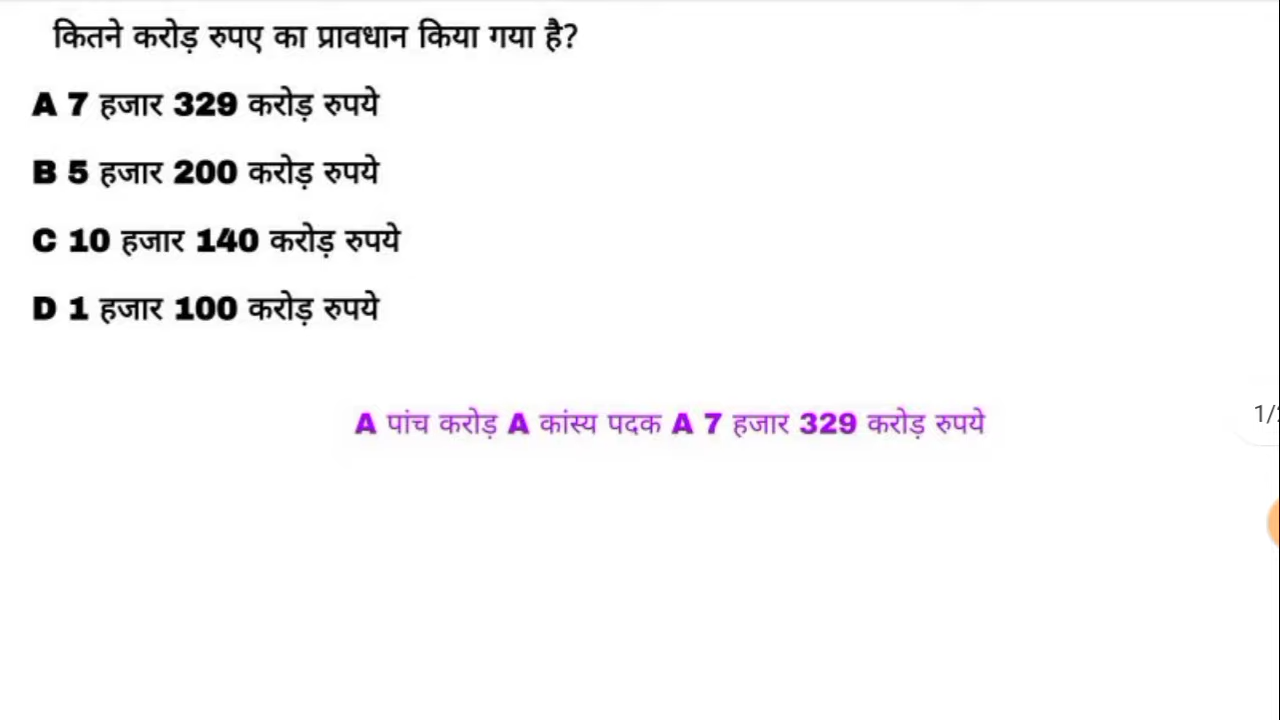 कितने करोड़ रुपए का प्रावधान किया गया है?
A 7 हजार 329 करोड़ रुपये
B 5 हजार 200 करोड़ रुपये
C 10 हजार 140 करोड़ रुपये
D 1 हजार 100 करोड़ रुपये
A पांच करोड़ A कांस्य पदक A 7 हजार 329 करोड़ रुपये
1/